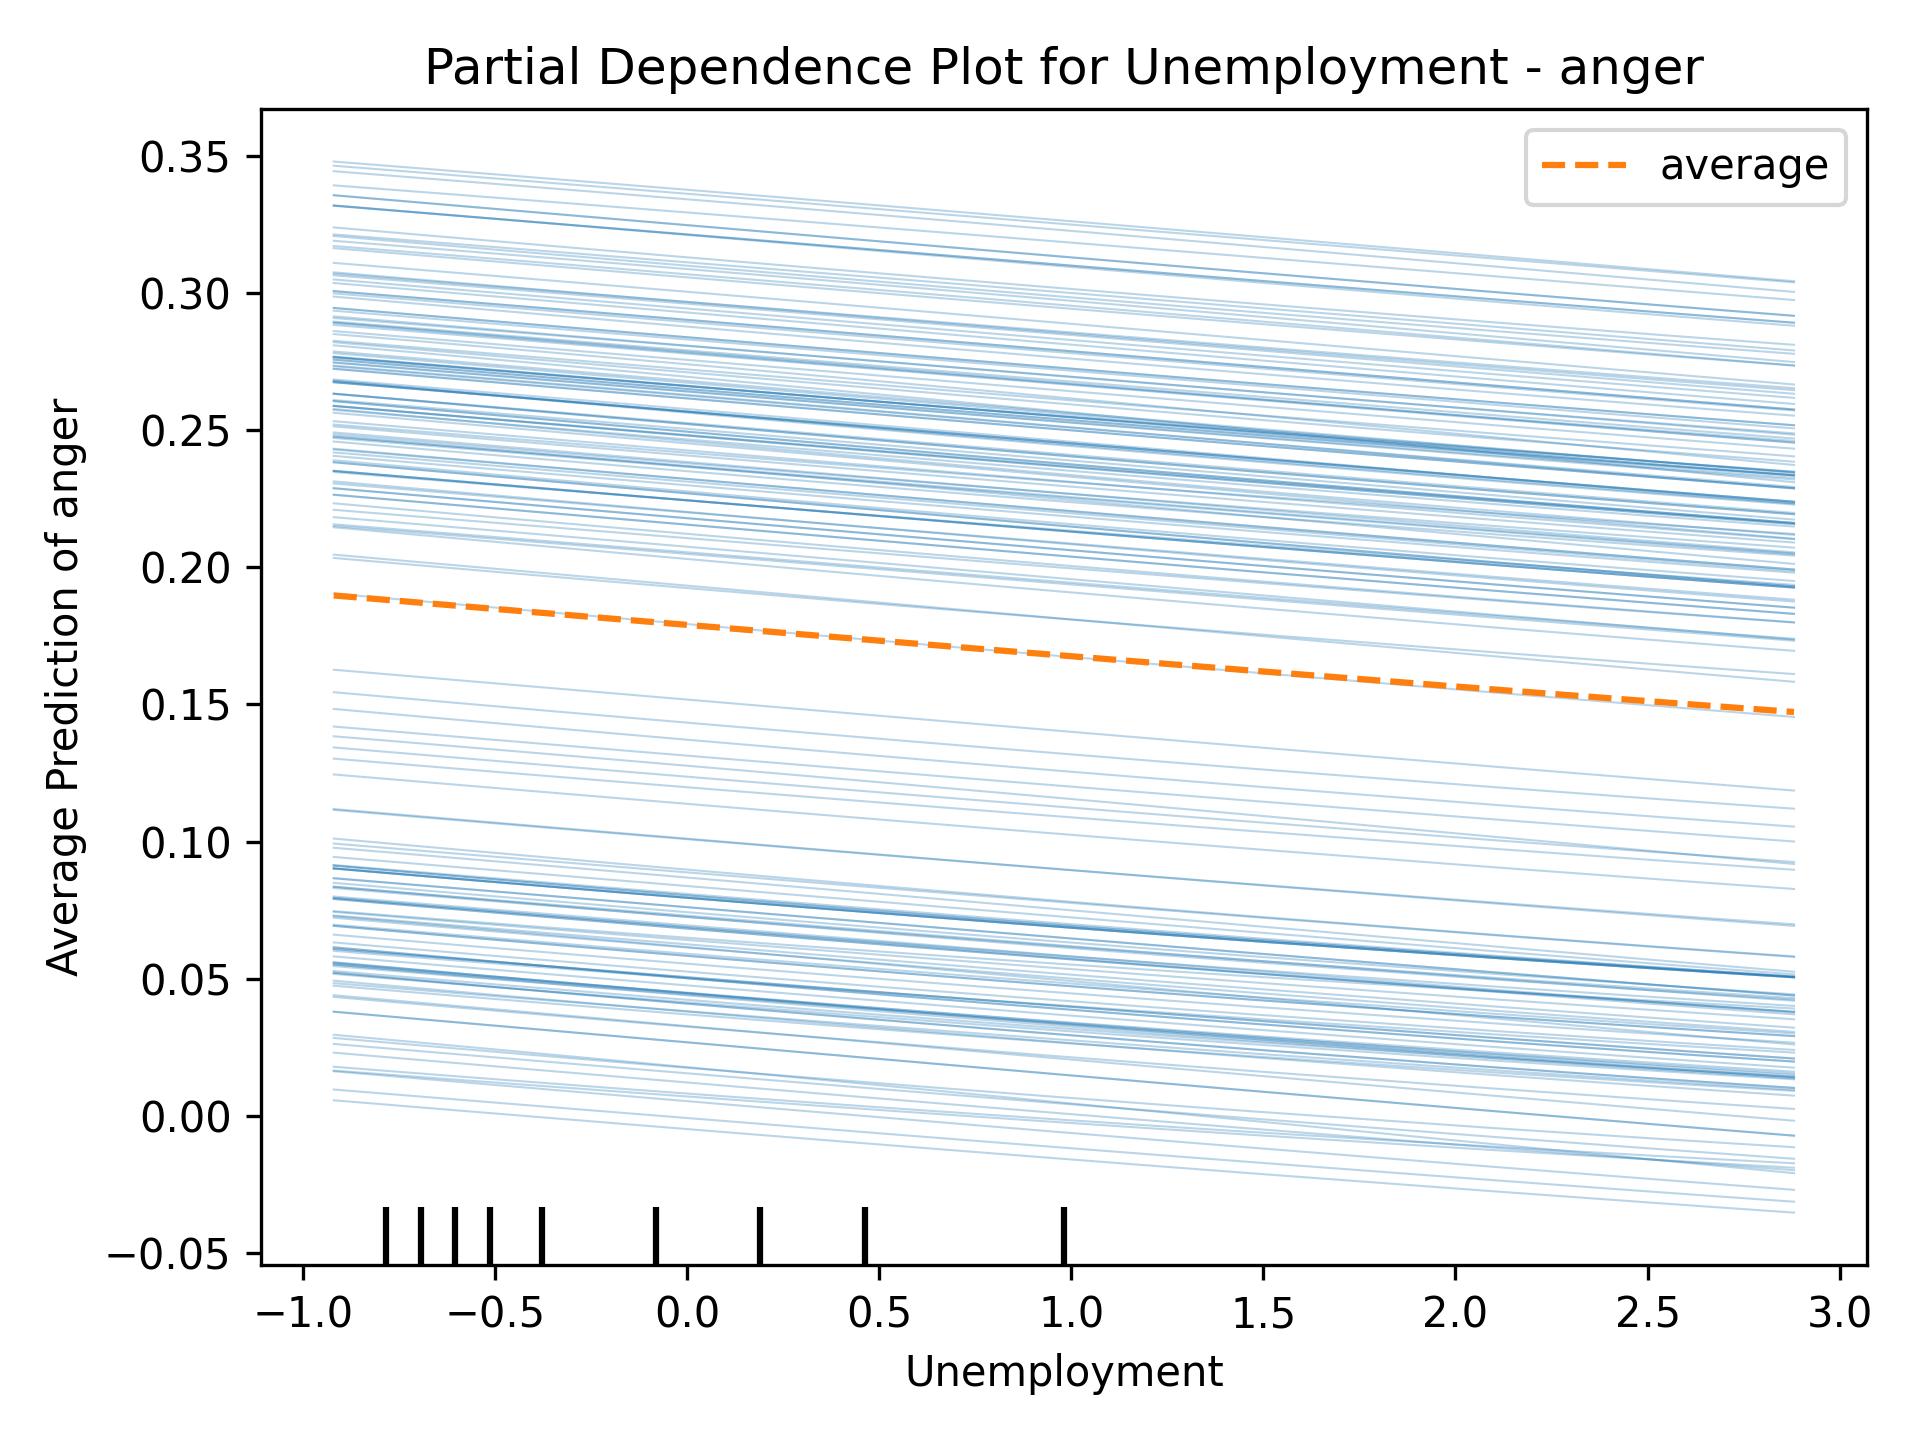 Partial Dependence Plot for Unemployment - anger
average
Average Prediction of anger
0.35
0.30
0.25
0.20
0.15
0.10
0.05
0.00
−0.05
−1.0 −0.5 0.0 0.5 1.0 1.5 2.0 2.5 3.0
Unemployment